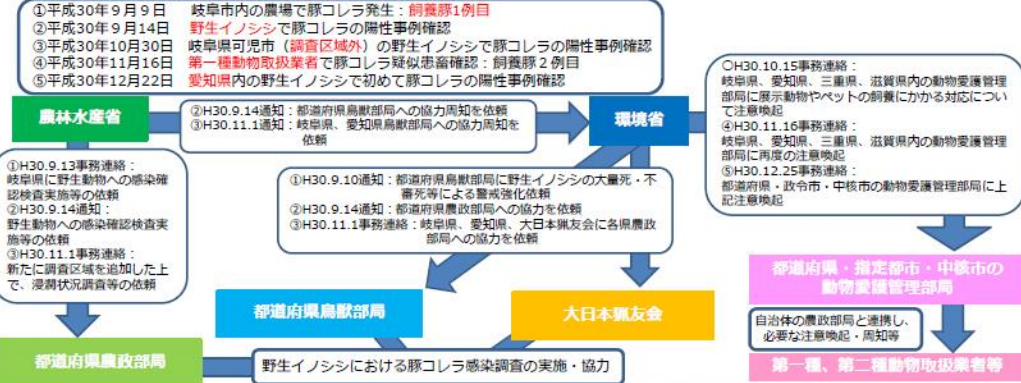 ①平成30年９月９日　岐阜市内の農場で豚コレラ発生：飼養豚1例目
②平成30年９月14日　野生イノシシで豚コレラの陽性事例確認
③平成30年10月30日　岐阜県可児市（調査区域外）の野生イノシシで豚コレラの陽性事例確認
④平成30年11月16日　第一種動物取扱業者で豚コレラ疑似患畜確認：飼養豚２例目
⑤平成30年12月22日　愛知県内の野生イノシシで初めて豚コレラの陽性事例確認
農林水産省
②H30.9.14通知：都道府県鳥獣部局への協力周知を依頼
③H30.11.1通知：岐阜県、愛知県鳥獣部局への協力周知を
依頼
環境省
〇H30.10.15事務連絡：
岐阜県、愛知県、三重県、滋賀県内の動物愛護管理
部局に展示動物やペットの飼養にかかる対応につい
て注意喚起
④H30.11.16事務連絡：
岐阜県、愛知県、三重県、滋賀県内の動物愛護管理
部局に再度の注意喚起
⑤H30.12.25事務連絡：
都道府県・政令市・中核市の動物愛護管理部局に上
記注意喚起
①H30.9.13事務連絡：
岐阜県に野生動物への感染確
認検査実施等の依頼
②H30.9.14通知：
野生動物への感染確認検査実
施等の依頼
③H30.11.1事務連絡：
新たに調査区域を追加した上
で、浸潤状況調査等の依頼
①H30.9.10通知：都道府県鳥獣部局に野生イノシシの大量死・不
審死等による警戒強化依頼
②H30.9.14通知：都道府県農政部局への協力を依頼
③H30.11.1事務連絡：岐阜県、愛知県、大日本猟友会に各県農政
部局への協力を依頼
都道府県鳥獣部局
大日本猟友会
都道府県・指定都市・中核市の
動物愛護管理部局
自治体の農政部局と連携し、
必要な注意喚起・周知等
都道府県農政部局
野生イノシシにおける豚コレラ感染調査の実施・協力
第一種、第二種動物取扱業者等